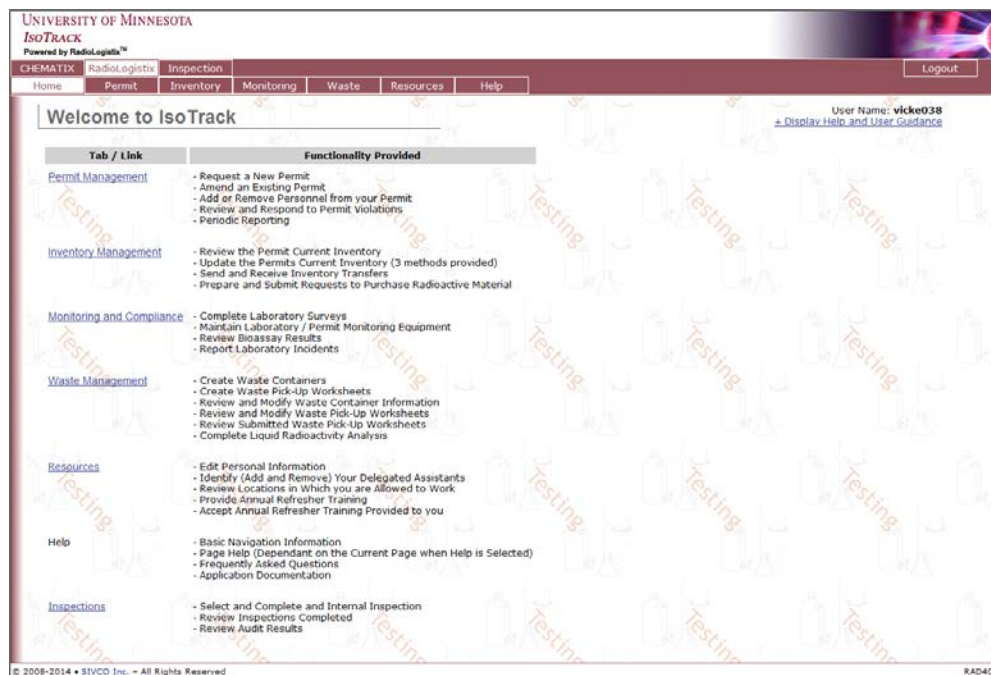 UNIVERSITY OF MINNESOTA
ISOTRACK
Powered by RadioLogistix™
CHEMATIX RadioLogistix Inspection Logout
Home Permit Inventory Monitoring Waste Resources Help
Welcome to IsoTrack
User Name: vicke038
+ Display Help and User Guidance
Tab / Link Functionality Provided
Permit Management - Request a New Permit
- Amend an Existing Permit
- Add or Remove Personnel from your Permit
- Review and Respond to Permit Violations
- Periodic Reporting
Inventory Management - Review the Permit Current Inventory
- Update the Permits Current Inventory (3 methods provided)
- Send and Receive Inventory Transfers
- Prepare and Submit Requests to Purchase Radioactive Material
Monitoring and Compliance - Complete Laboratory Surveys
- Maintain Laboratory / Permit Monitoring Equipment
- Review Bioassay Results
- Report Laboratory Incidents
Waste Management - Create Waste Containers
- Create Waste Pick-Up Worksheets
- Review and Modify Waste Container Information
- Review and Modify Waste Pick-Up Worksheets
- Review Submitted Waste Pick-Up Worksheets
- Complete Liquid Radioactivity Analysis
Resources - Edit Personal Information
- Identify (Add and Remove) Your Delegated Assistants
- Review Locations in Which you are Allowed to Work
- Provide Annual Refresher Training
- Accept Annual Refresher Training Provided to you
Help - Basic Navigation Information
- Page Help (Dependant on the Current Page when Help is Selected)
- Frequently Asked Questions
- Application Documentation
Inspections - Select and Complete and Internal Inspection
- Review Inspections Completed
- Review Audit Results
Testing
© 2008-2014 • SIVCO Inc. – All Rights Reserved